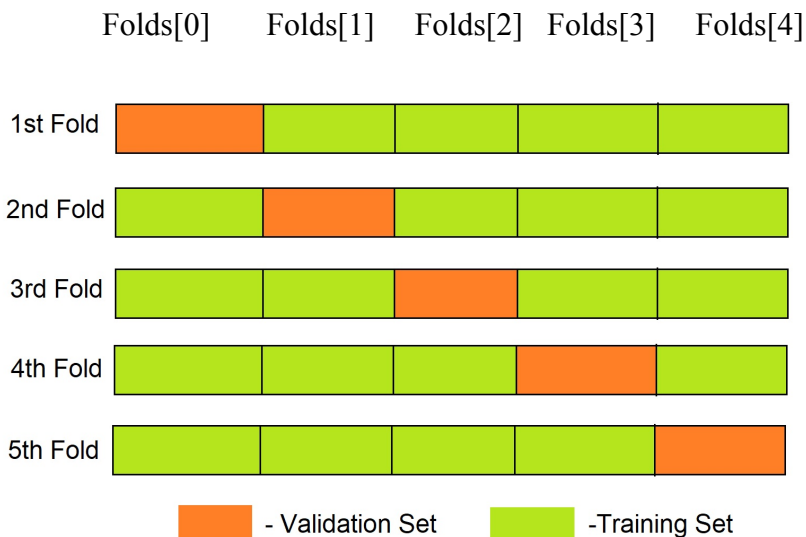 Folds[0] Folds[1] Folds[2] Folds[3] Folds[4]
1st Fold
2nd Fold
3rd Fold
4th Fold
5th Fold
- Validation Set -Training Set